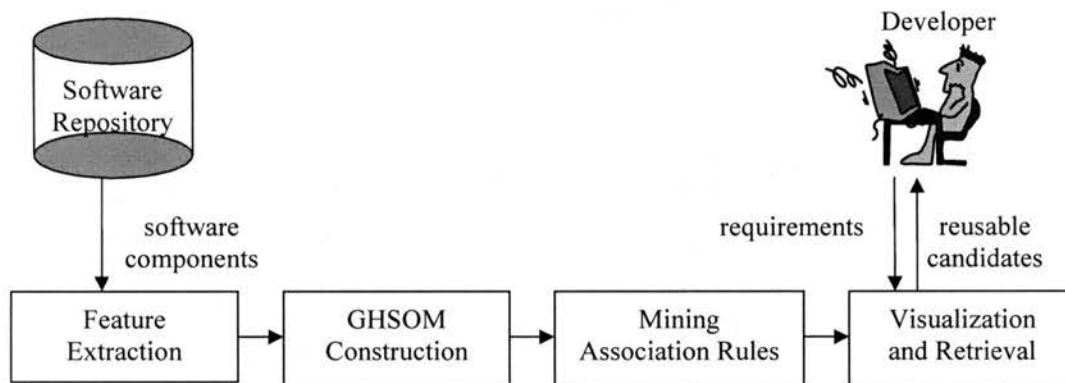 Developer
Software
Repository
software
components
requirements
reusable
candidates
Feature
Extraction
GHSOM
Construction
Mining
Association Rules
Visualization
and Retrieval